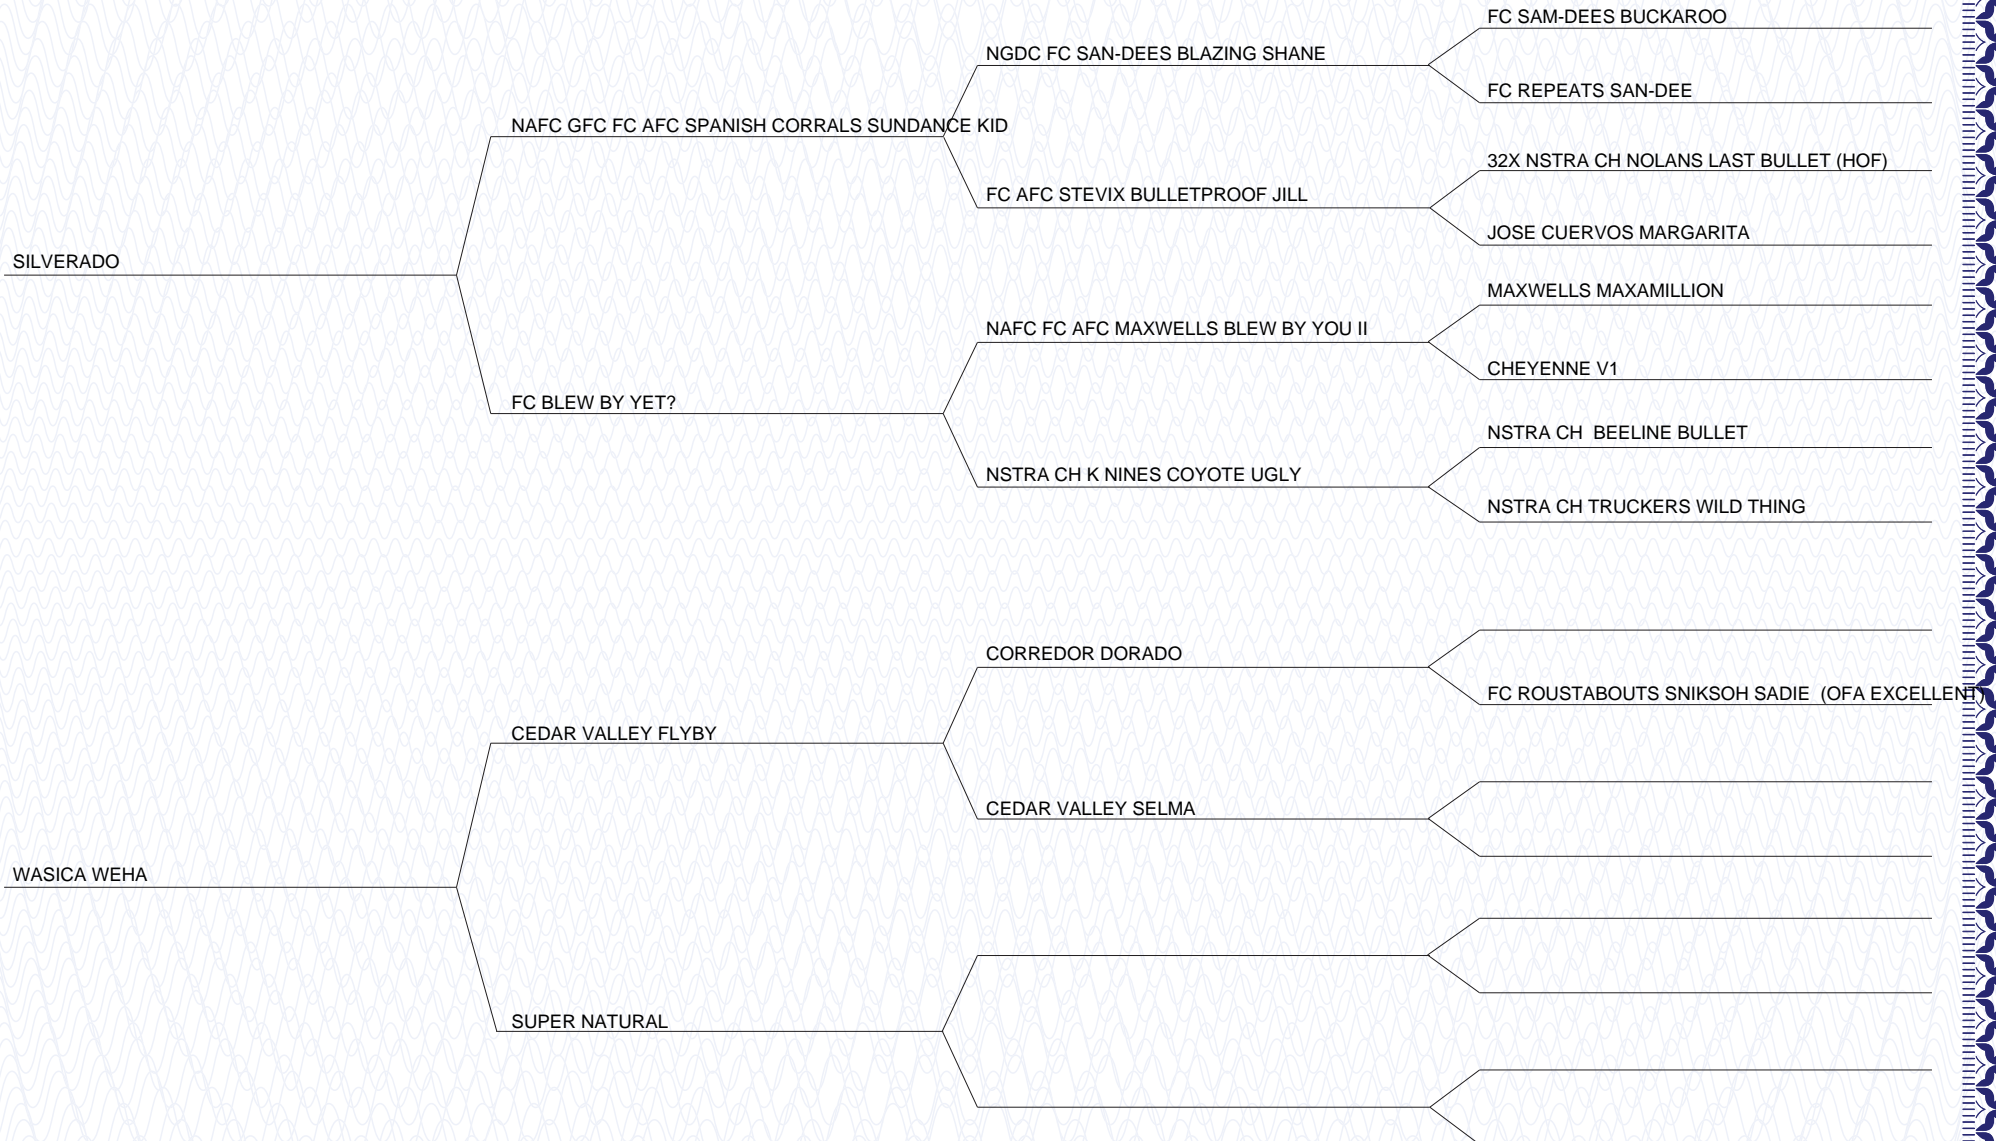 FC SAM-DEES BUCKAROO
NGDC FC SAN-DEES BLAZING SHANE
FC REPEATS SAN-DEE
NAFC GFC FC AFC SPANISH CORRALS SUNDANCE KID
32X NSTRA CH NOLANS LAST BULLET (HOF)
FC AFC STEVIX BULLETPROOF JILL
JOSE CUERVOS MARGARITA
SILVERADO
MAXWELLS MAXAMILLION
NAFC FC AFC MAXWELLS BLEW BY YOU II
CHEYENNE V1
FC BLEW BY YET?
NSTRA CH  BEELINE BULLET
NSTRA CH K NINES COYOTE UGLY
NSTRA CH TRUCKERS WILD THING
CORREDOR DORADO
FC ROUSTABOUTS SNIKSOH SADIE  (OFA EXCELLENT)
CEDAR VALLEY FLYBY
CEDAR VALLEY SELMA
WASICA WEHA
SUPER NATURAL